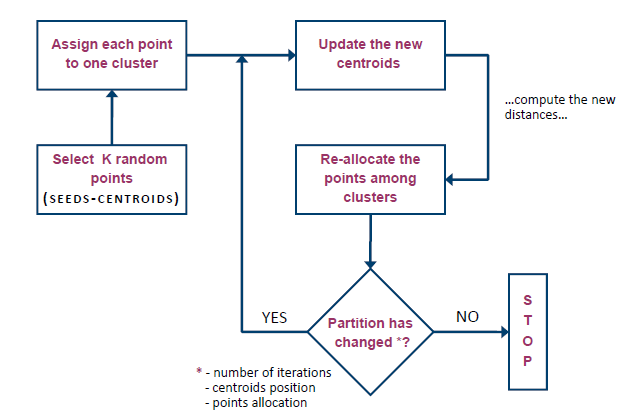 Assign each point
to one cluster
Update the new
centroids
...compute the new
distances...
Select K random
points
(SEEDS-CENTROIDS)
Re-allocate the
points among
clusters
YES
Partition has
changed *?
NO
S
T
O
P
* - number of iterations
- centroids position
- points allocation